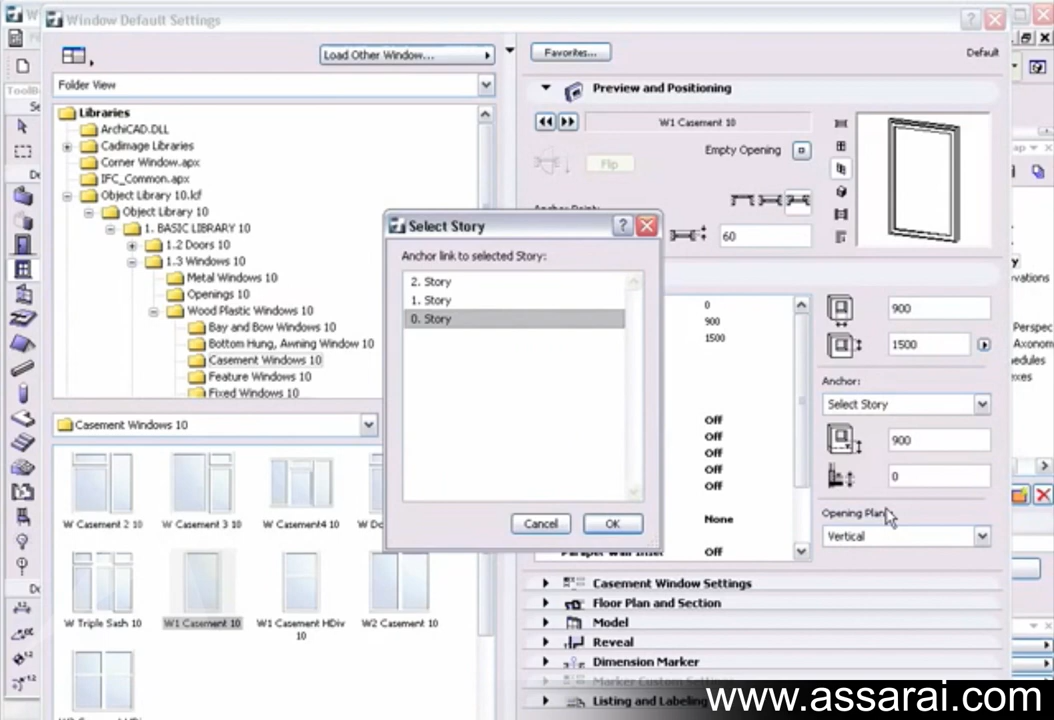 Window Default Settings
Load Other Window...
Folder View
Libraries
ArchiCAD.DLL
Cadimage Libraries
Corner Window.apx
IFC_Common.apx
Object Library 10.lcf
Object Library 10
1. BASIC LIBRARY 10
1.2 Doors 10
1.3 Windows 10
Metal Windows 10
Openings 10
Wood Plastic Windows 10
Bay and Bow Windows 10
Bottom Hung, Awning Window 10
Casement Windows 10
Feature Windows 10
Fixed Windows 10
Casement Windows 10
W Casement 2 10
W Casement 3 10
W Casement4 10
W Triple Sash 10
W1 Casement 10
W1 Casement HDiv
10
W2 Casement 10
Favorites...
Default
Preview and Positioning
W1 Casement 10
Empty Opening
Flip
60
Select Story
Anchor link to selected Story:
2. Story
1. Story
0. Story
Cancel
OK
0
900
1500
Off
Off
Off
Off
Off
None
Off
900
1500
Anchor:
Select Story
900
0
Opening Plan
Vertical
Casement Window Settings
Floor Plan and Section
Model
Reveal
Dimension Marker
Marker Custom Settings
Listing and Labeling
www.assarai.com